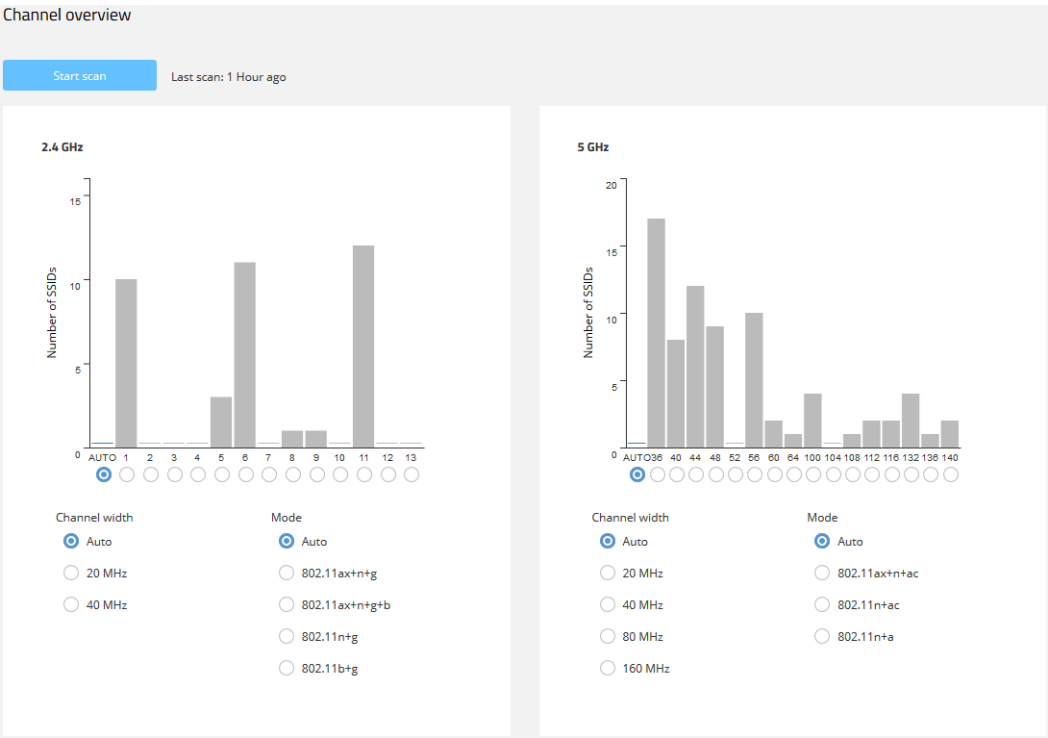 Channel overview
Start scan
Last scan: 1 Hour ago
2.4 GHz
Number of SSIDs
15
10
5
0
AUTO 1 2 3 4 5 6 7 8 9 10 11 12 13
Channel width
Auto
20 MHz
40 MHz
Mode
Auto
802.11ax+n+g
802.11ax+n+g+b
802.11n+g
802.11b+g
5 GHz
Number of SSIDs
20
15
10
5
0
AUTO 36 40 44 48 52 56 60 64 100 104 108 112 116 132 136 140
Channel width
Auto
20 MHz
40 MHz
80 MHz
160 MHz
Mode
Auto
802.11ax+n+ac
802.11n+ac
802.11n+a